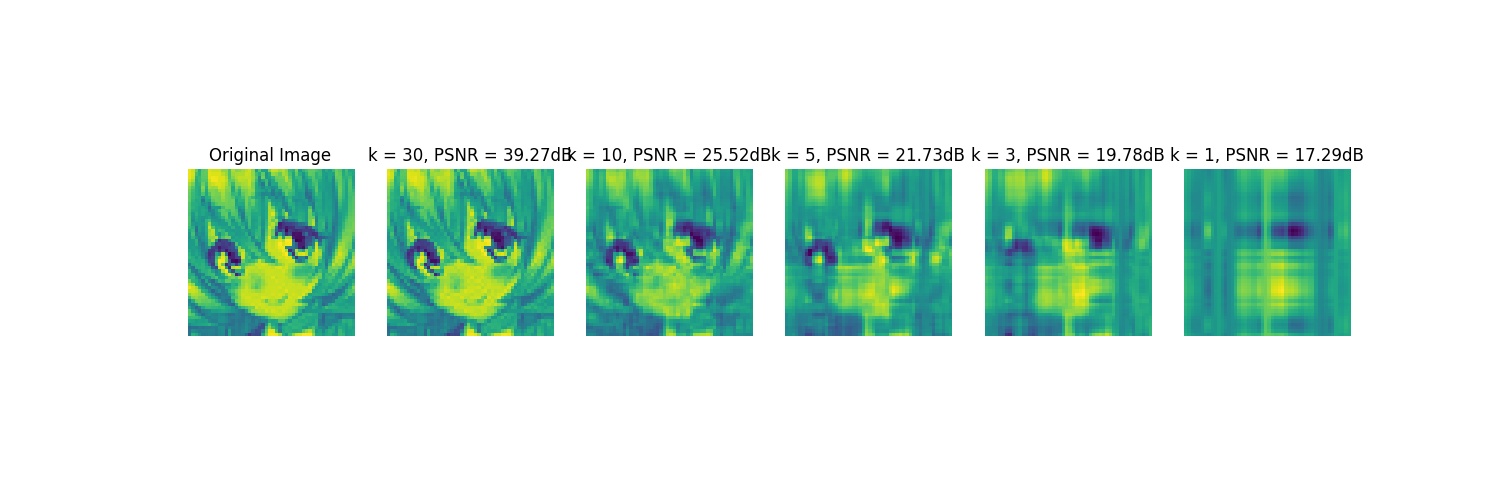 Original Image
k = 30, PSNR = 39.27dB
k = 10, PSNR = 25.52dB
k = 5, PSNR = 21.73dB
k = 3, PSNR = 19.78dB
k = 1, PSNR = 17.29dB